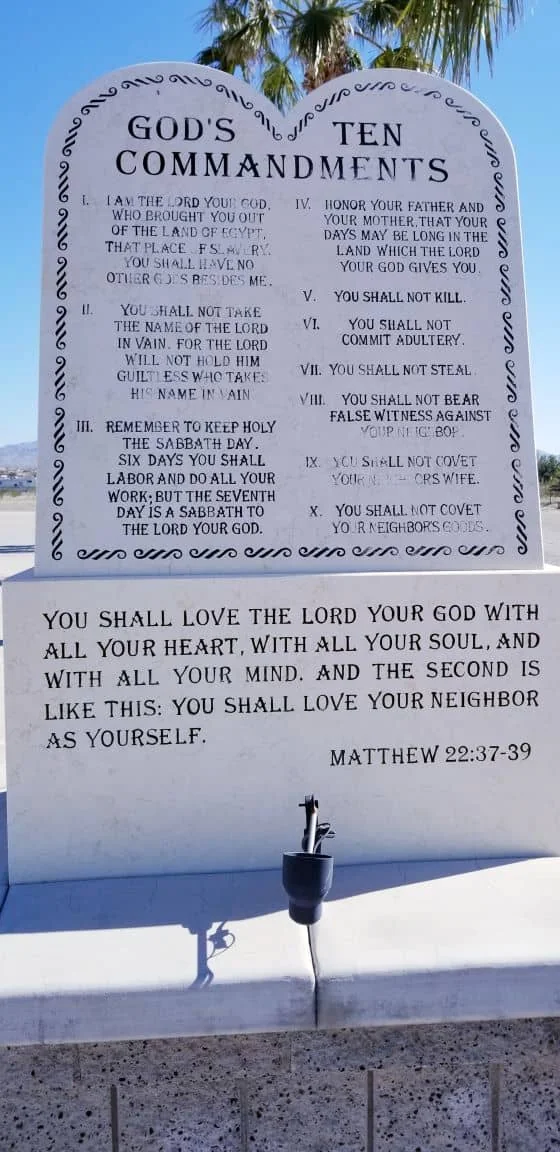 GOD'S TEN
COMMANDMENTS
I. I AM THE LORD YOUR GOD,
WHO BROUGHT YOU OUT
OF THE LAND OF EGYPT,
THAT PLACE OF SLAVERY.
YOU SHALL HAVE NO
OTHER GODS BESIDES ME.
II. YOU SHALL NOT TAKE
THE NAME OF THE LORD
IN VAIN. FOR THE LORD
WILL NOT HOLD HIM
GUILTLESS WHO TAKES
HIS NAME IN VAIN
III. REMEMBER TO KEEP HOLY
THE SABBATH DAY.
SIX DAYS YOU SHALL
LABOR AND DO ALL YOUR
WORK; BUT THE SEVENTH
DAY IS A SABBATH TO
THE LORD YOUR GOD.
IV. HONOR YOUR FATHER AND
YOUR MOTHER, THAT YOUR
DAYS MAY BE LONG IN THE
LAND WHICH THE LORD
YOUR GOD GIVES YOU.
V. YOU SHALL NOT KILL.
VI. YOU SHALL NOT
COMMIT ADULTERY.
VII. YOU SHALL NOT STEAL.
VIII. YOU SHALL NOT BEAR
FALSE WITNESS AGAINST
YOUR NEIGHBOR.
IX. YOU SHALL NOT COVET
YOUR NEIGHBORS WIFE.
X. YOU SHALL NOT COVET
YOUR NEIGHBOR'S GOODS.
YOU SHALL LOVE THE LORD YOUR GOD WITH
ALL YOUR HEART, WITH ALL YOUR SOUL, AND
WITH ALL YOUR MIND. AND THE SECOND IS
LIKE THIS: YOU SHALL LOVE YOUR NEIGHBOR
AS YOURSELF.
MATTHEW 22:37-39